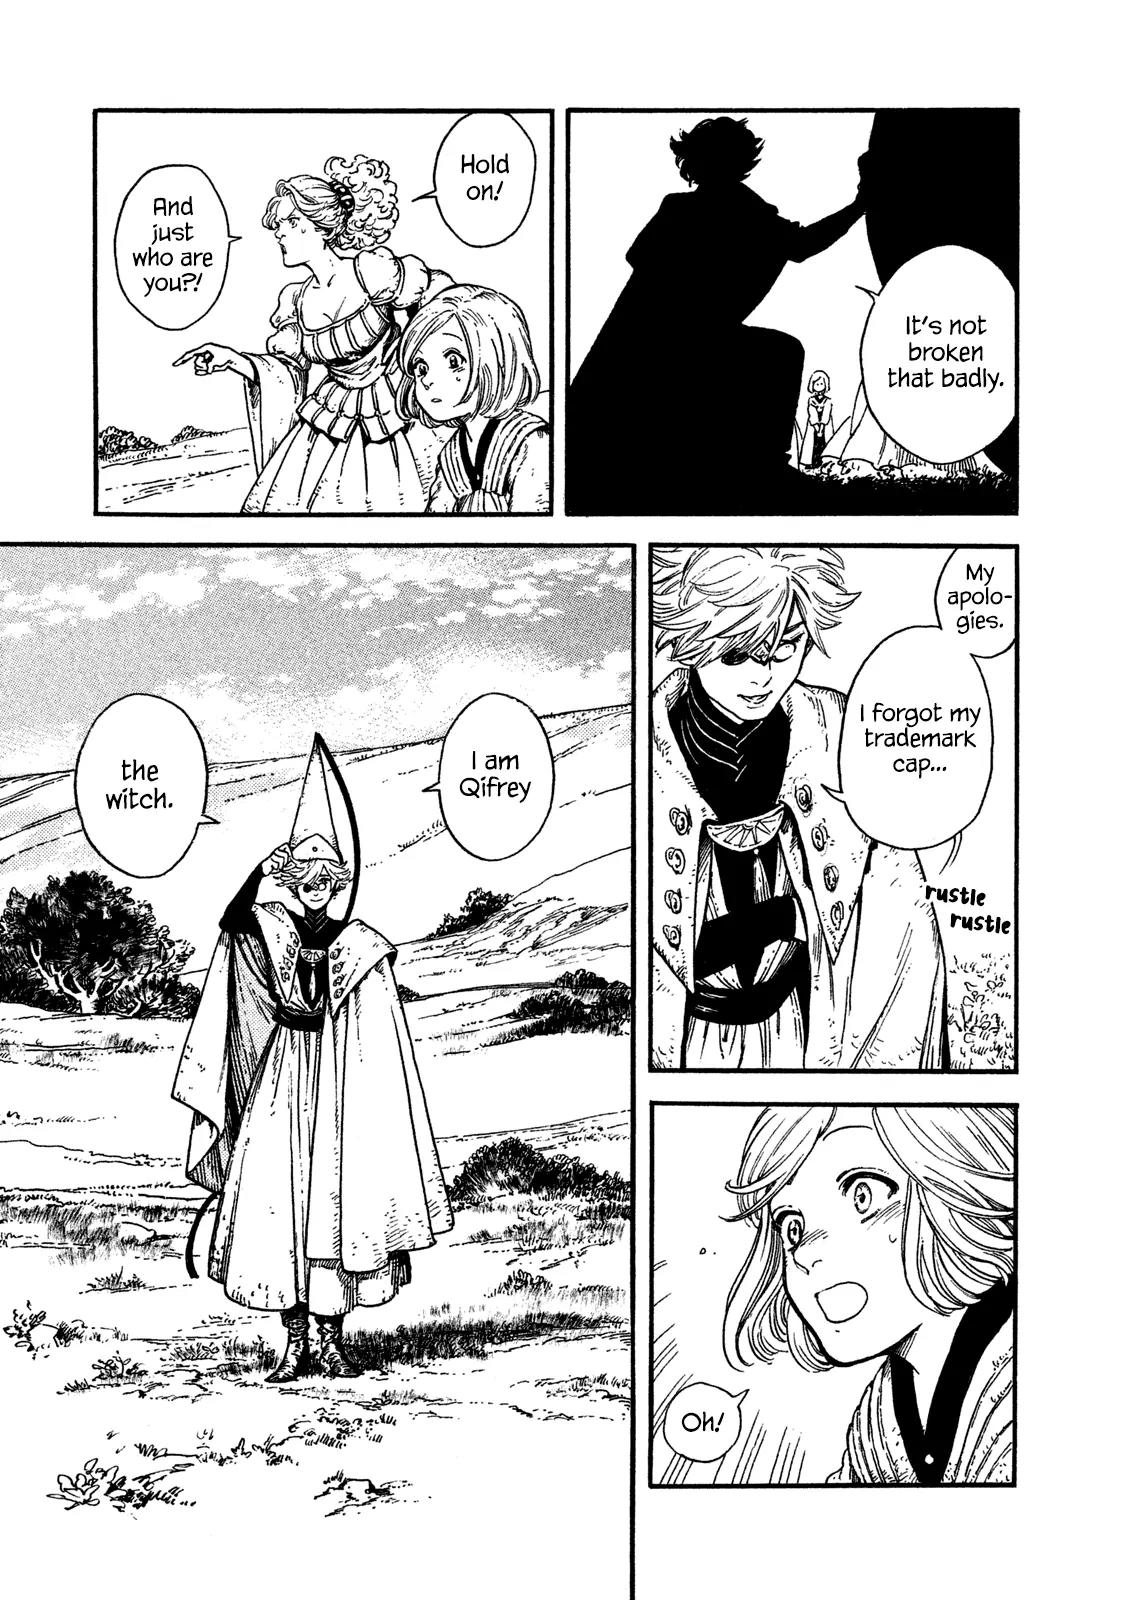 It's not
broken
that badly.
Hold
on!
And
just
who are
you?!
My
apolo-
gies.
I forgot my
trademark
cap...
rustle
rustle
Oh!
I am
Qifrey
the
witch.